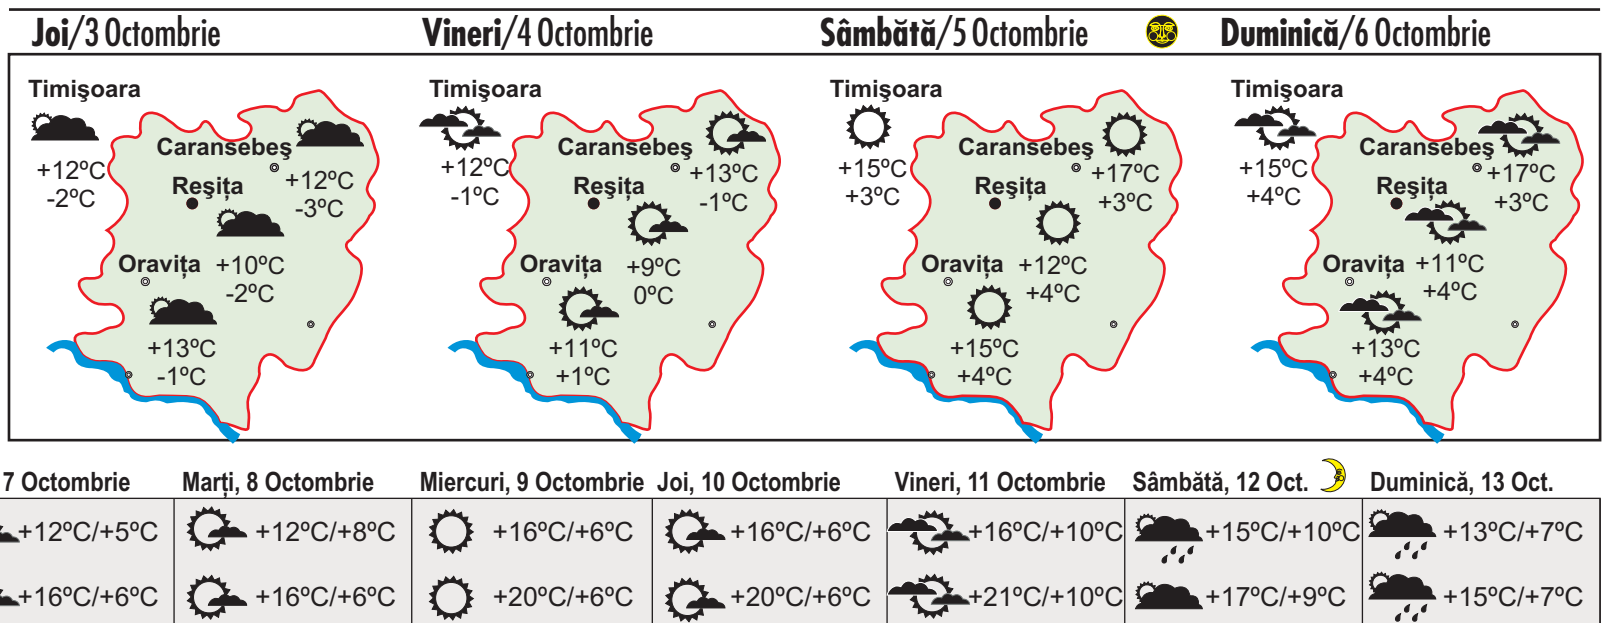 Joi/3 Octombrie
Vineri/4 Octombrie
Sâmbătă/5 Octombrie
Duminică/6 Octombrie
Timişoara
+12ºC
-2ºC
Caransebeş
+12ºC
-3ºC
Reşiţa
+10ºC
-2ºC
Oraviţa
+13ºC
-1ºC
Timişoara
+12ºC
-1ºC
Caransebeş
+13ºC
-1ºC
Reşiţa
+9ºC
0ºC
Oraviţa
+11ºC
+1ºC
Timişoara
+15ºC
+3ºC
Caransebeş
+17ºC
+3ºC
Reşiţa
+12ºC
+4ºC
Oraviţa
+15ºC
+4ºC
Timişoara
+15ºC
+4ºC
Caransebeş
+17ºC
+3ºC
Reşiţa
+11ºC
+4ºC
Oraviţa
+13ºC
+4ºC
7 Octombrie
Marţi, 8 Octombrie
Miercuri, 9 Octombrie
Joi, 10 Octombrie
Vineri, 11 Octombrie
Sâmbătă, 12 Oct.
Duminică, 13 Oct.
+12ºC/+5ºC
+12ºC/+8ºC
+16ºC/+6ºC
+16ºC/+6ºC
+16ºC/+10ºC
+15ºC/+10ºC
+13ºC/+7ºC
+16ºC/+6ºC
+16ºC/+6ºC
+20ºC/+6ºC
+20ºC/+6ºC
+21ºC/+10ºC
+17ºC/+9ºC
+15ºC/+7ºC